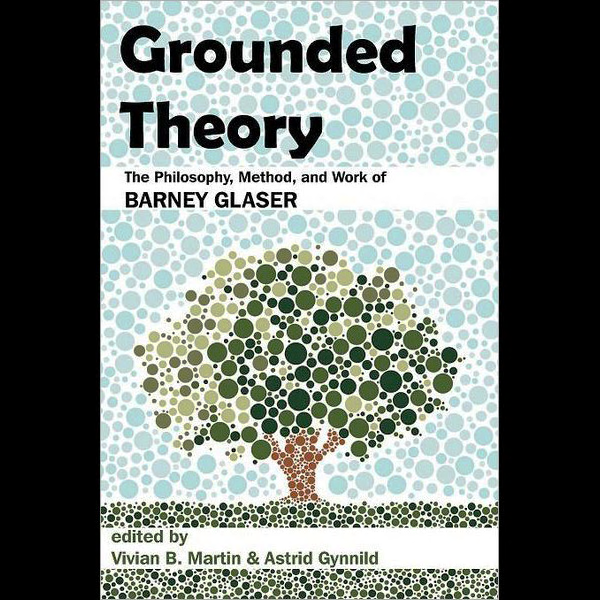 Grounded
Theory
The Philosophy, Method, and Work of
BARNEY GLASER
edited by
Vivian B. Martin & Astrid Gynnild